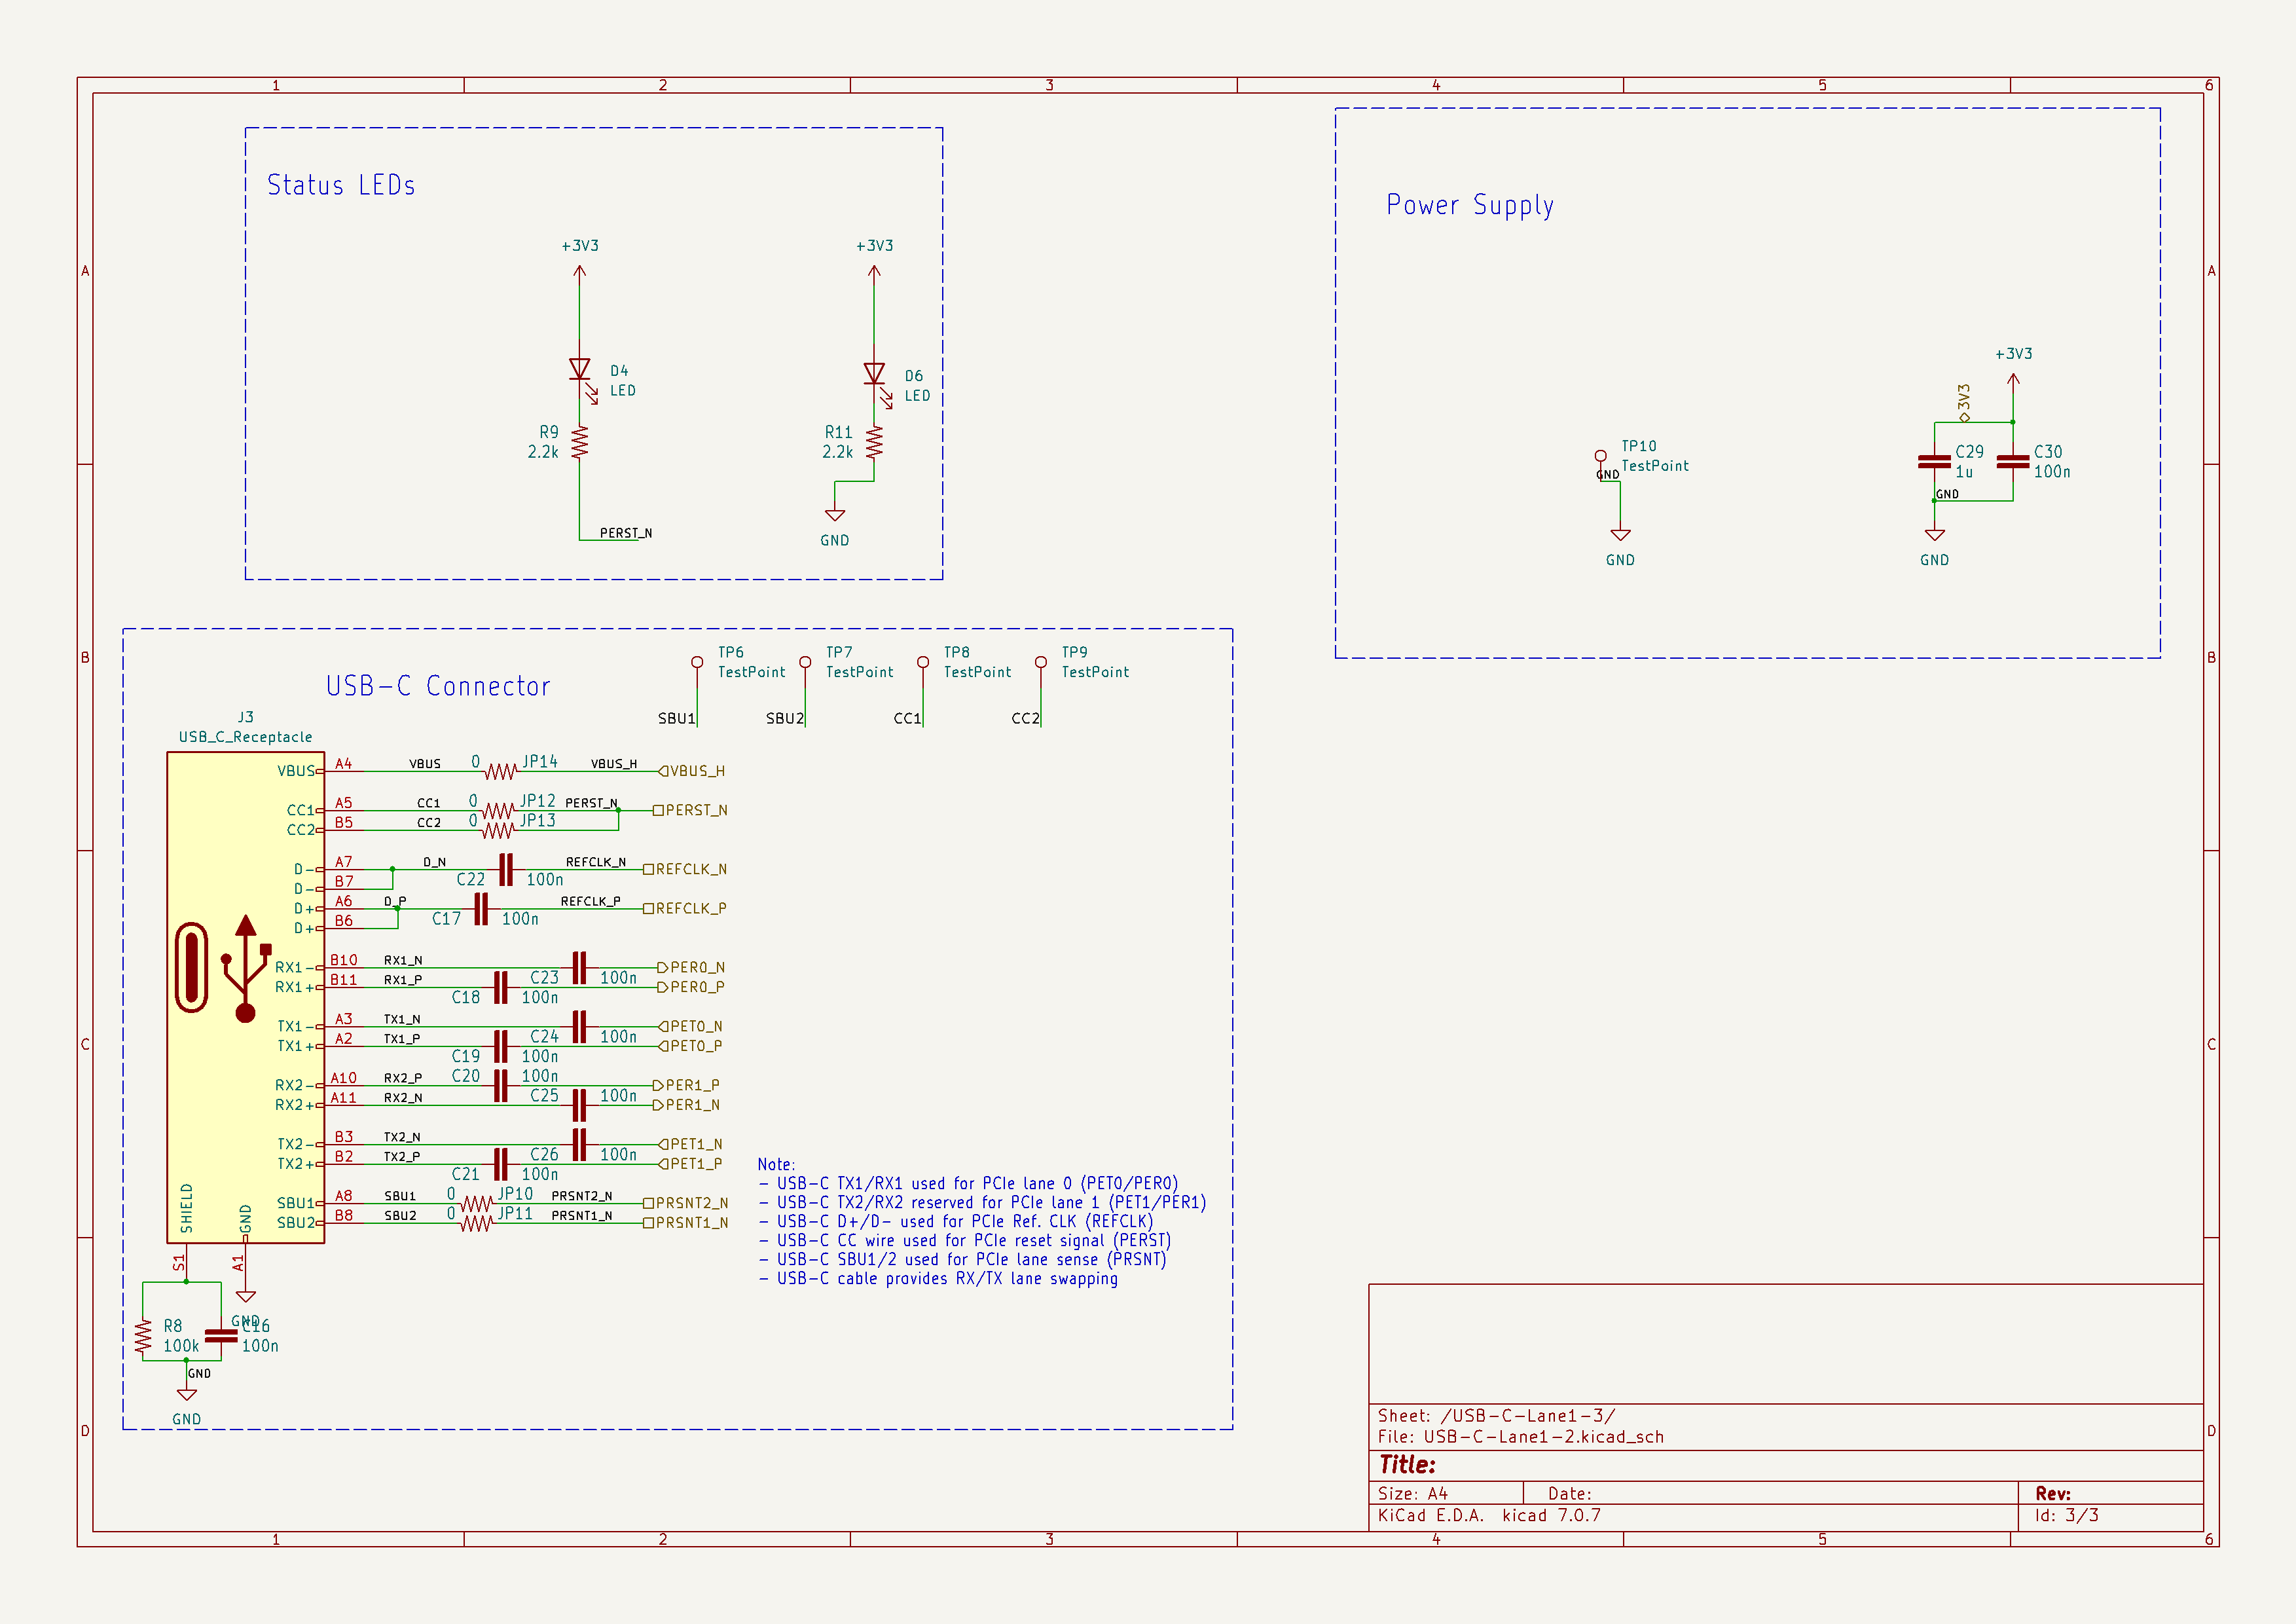 1 2 3 4 5 6
A A
B B
C C
D D
1 2 3 4 5 6
Status LEDs
+3V3
D4
LED
R9
2.2k
PERST_N
+3V3
D6
LED
R11
2.2k
GND
Power Supply
TP10
TestPoint
GND
GND
+3V3
3V3
C29
1u
C30
100n
GND
GND
USB-C Connector
TP6
TestPoint
SBU1
TP7
TestPoint
SBU2
TP8
TestPoint
CC1
TP9
TestPoint
CC2
J3
USB_C_Receptacle
VBUS A4 VBUS 0 JP14 VBUS_H VBUS_H
CC1 A5 CC1 0 JP12 PERST_N PERST_N
CC2 B5 CC2 0 JP13
D- A7 D_N C22 100n REFCLK_N REFCLK_N
D- B7
D+ A6 D_P C17 100n REFCLK_P REFCLK_P
D+ B6
RX1- B10 RX1_N C23 100n PER0_N
RX1+ B11 RX1_P C18 100n PER0_P
TX1- A3 TX1_N C24 100n PET0_N
TX1+ A2 TX1_P C19 100n PET0_P
RX2- A10 RX2_P C20 100n PER1_P
RX2+ A11 RX2_N C25 100n PER1_N
TX2- B3 TX2_N C26 100n PET1_N
TX2+ B2 TX2_P C21 100n PET1_P
SBU1 A8 SBU1 0 JP10 PRSNT2_N PRSNT2_N
SBU2 B8 SBU2 0 JP11 PRSNT1_N PRSNT1_N
SHIELD
GND
S1
A1
GND
R8
100k
C16
100n
GND
GND
Note:
- USB-C TX1/RX1 used for PCIe lane 0 (PET0/PER0)
- USB-C TX2/RX2 reserved for PCIe lane 1 (PET1/PER1)
- USB-C D+/D- used for PCIe Ref. CLK (REFCLK)
- USB-C CC wire used for PCIe reset signal (PERST)
- USB-C SBU1/2 used for PCIe lane sense (PRSNT)
- USB-C cable provides RX/TX lane swapping
Sheet: /USB-C-Lane1-3/
File: USB-C-Lane1-2.kicad_sch
Title:
Size: A4 Date: Rev:
KiCad E.D.A. kicad 7.0.7 Id: 3/3